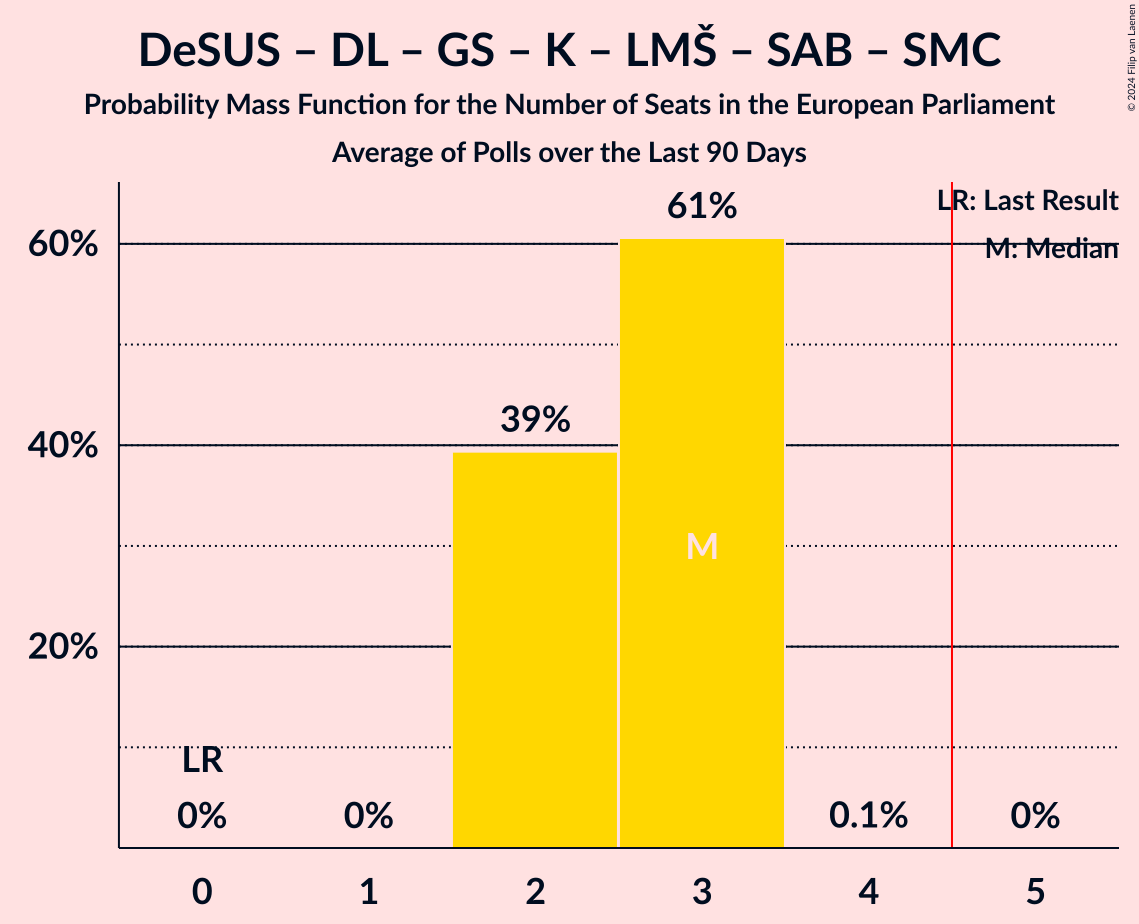 DeSUS – DL – GS – K – LMŠ – SAB – SMC
Probability Mass Function for the Number of Seats in the European Parliament
Average of Polls over the Last 90 Days
© 2024 Filip van Laenen
LR: Last Result
M: Median
61%
60%
39%
40%
M
20%
LR
0%
0%
0.1%
0%
0
1
2
3
4
5